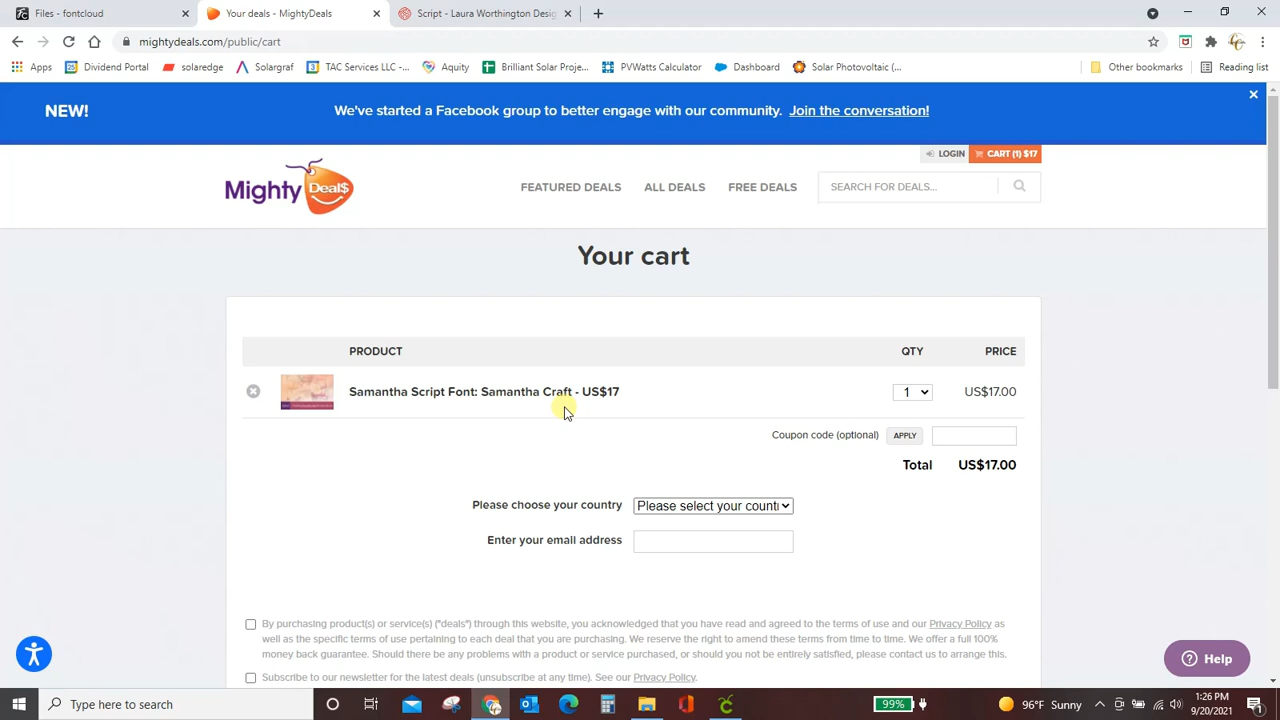 Files - fontcloud
Your deals - MightyDeals
Script - Laura Worthington Desig
mightydeals.com/public/cart
Apps
Dividend Portal
solaredge
Solargraf
TAC Services LLC -...
Aquity
Brilliant Solar Proje...
PVWatts Calculator
Dashboard
Solar Photovoltaic (...
Other bookmarks
Reading list
NEW!
We've started a Facebook group to better engage with our community. Join the conversation!
LOGIN
CART (1) $17
Mighty Deal$
FEATURED DEALS
ALL DEALS
FREE DEALS
SEARCH FOR DEALS...
Your cart
PRODUCT
QTY
PRICE
Samantha Script Font: Samantha Craft - US$17
1
US$17.00
Coupon code (optional)
APPLY
Total
US$17.00
Please choose your country
Please select your countr
Enter your email address
By purchasing product(s) or service(s) ("deals") through this website, you acknowledged that you have read and agreed to the terms of use and our Privacy Policy as
well as the specific terms of use pertaining to each deal that you are purchasing. We reserve the right to amend these terms from time to time. We offer a full 100%
money back guarantee. Should there be any problems with a product or service purchased, or should you not be entirely satisfied, please contact us to arrange this.
Subscribe to our newsletter for the latest deals (unsubscribe at any time). See our Privacy Policy.
Help
Type here to search
99%
96°F Sunny
1:26 PM
9/20/2021